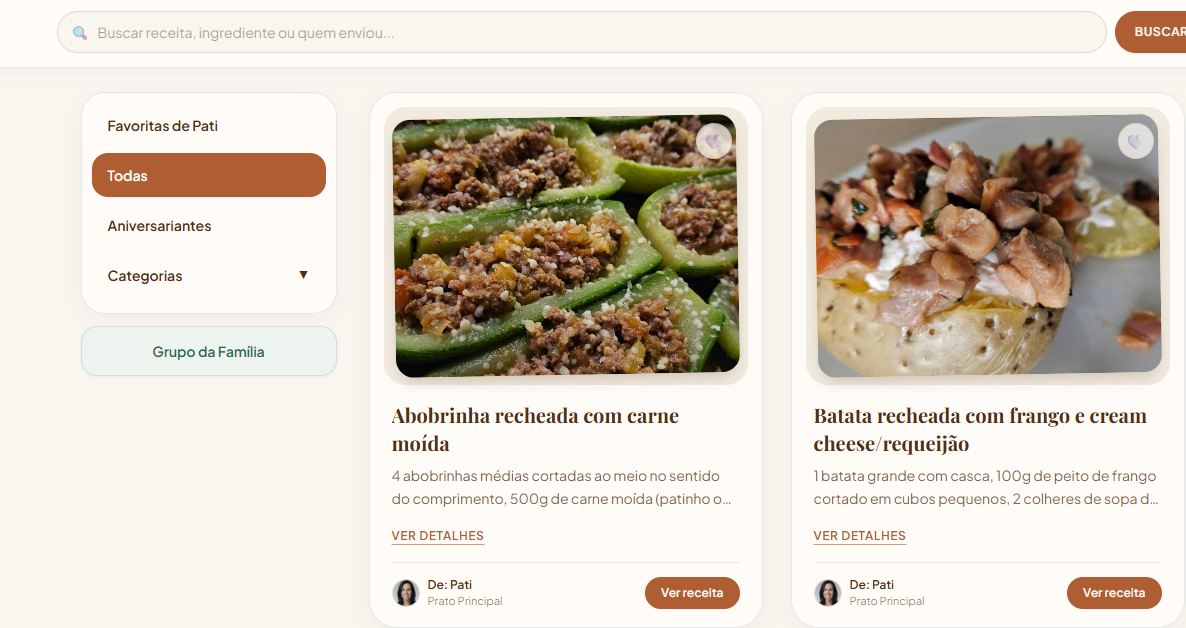 Buscar receita, ingrediente ou quem enviou...
BUSCAR
Favoritas de Pati
Todas
Aniversariantes
Categorias
Grupo da Família
Abobrinha recheada com carne
moída
4 abobrinhas médias cortadas ao meio no sentido
do comprimento, 500g de carne moída (patinho o...
VER DETALHES
De: Pati
Prato Principal
Ver receita
Batata recheada com frango e cream
cheese/requeijão
1 batata grande com casca, 100g de peito de frango
cortado em cubos pequenos, 2 colheres de sopa d...
VER DETALHES
De: Pati
Prato Principal
Ver receita